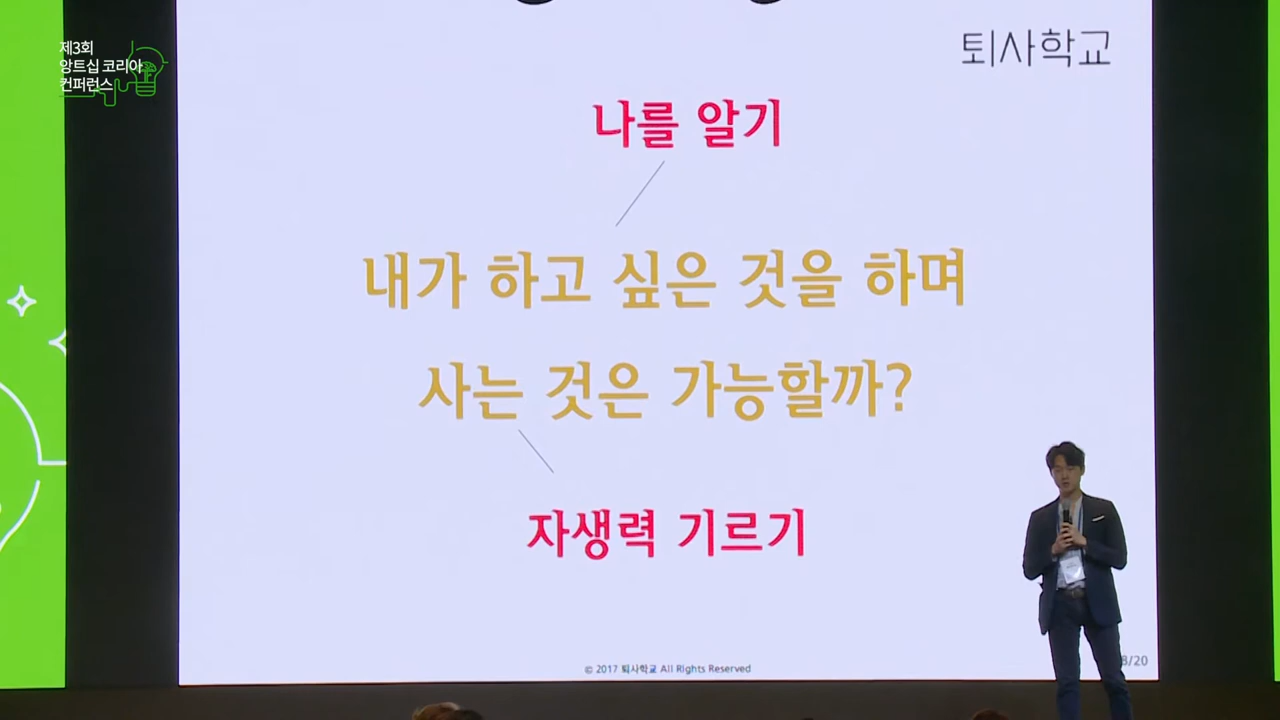 제3회
앙트십 코리아
컨퍼런스
퇴사학교
나를 알기
내가 하고 싶은 것을 하며
사는 것은 가능할까?
자생력 기르기
© 2017 퇴사학교 All Rights Reserved
8/20